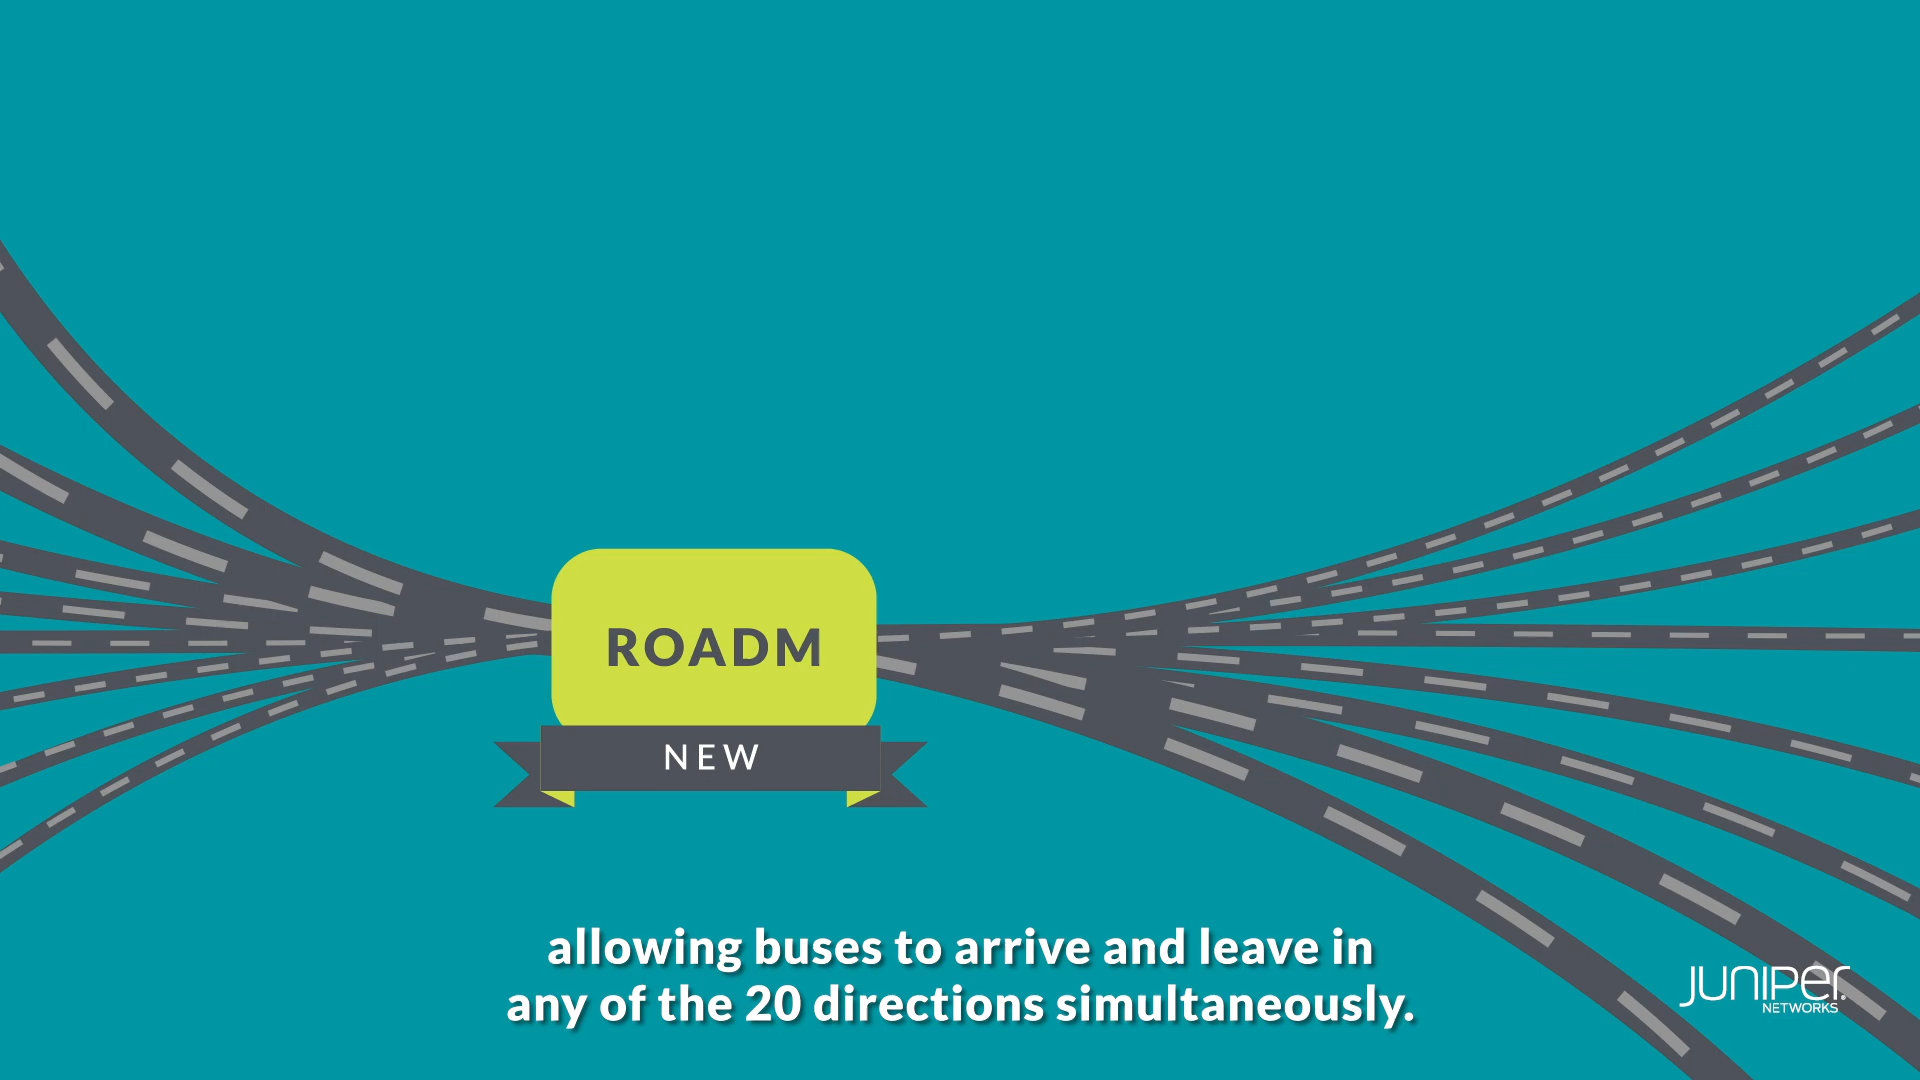 ROADM
NEW
allowing buses to arrive and leave in
any of the 20 directions simultaneously.
JUNIPER
NETWORKS